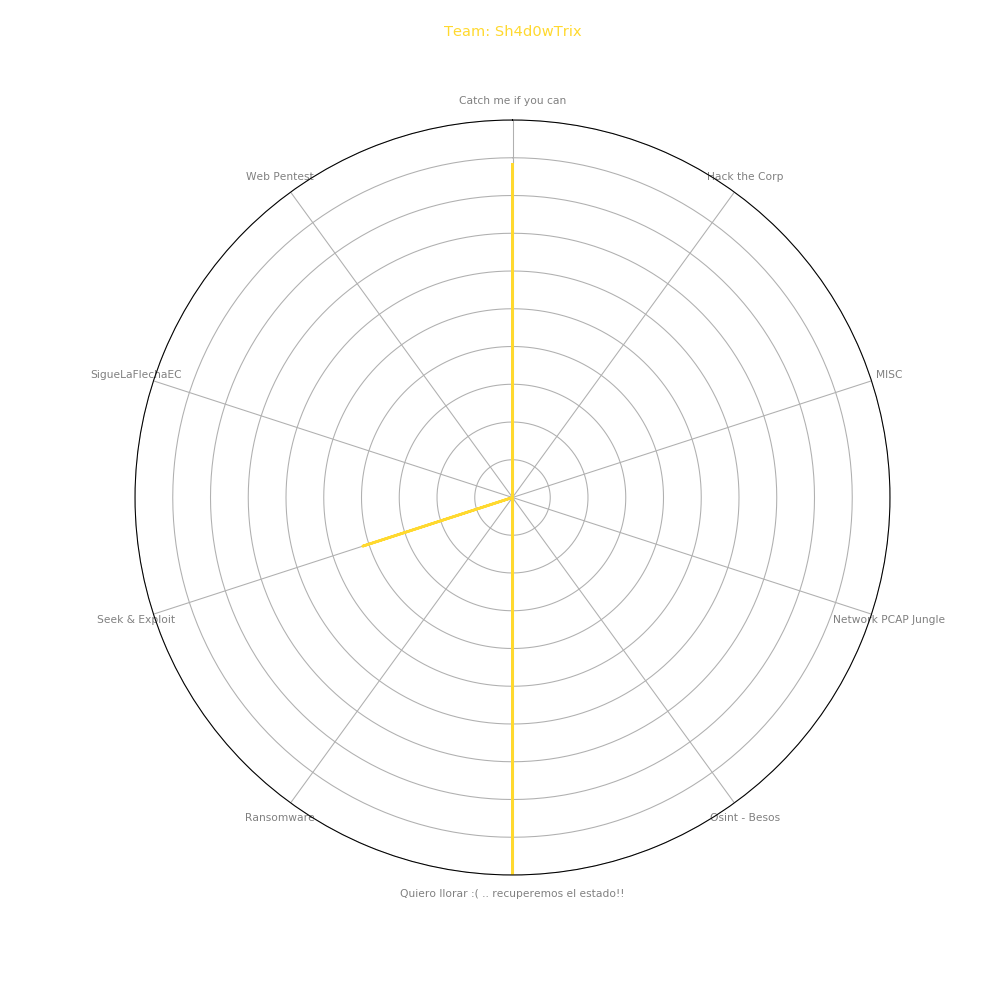 Team: Sh4d0wTrix
Catch me if you can
Web Pentest
Hack the Corp
SigueLaFlechaEC
MISC
Seek & Exploit
Network PCAP Jungle
Ransomware
Osint - Besos
Quiero llorar :( .. recuperemos el estado!!